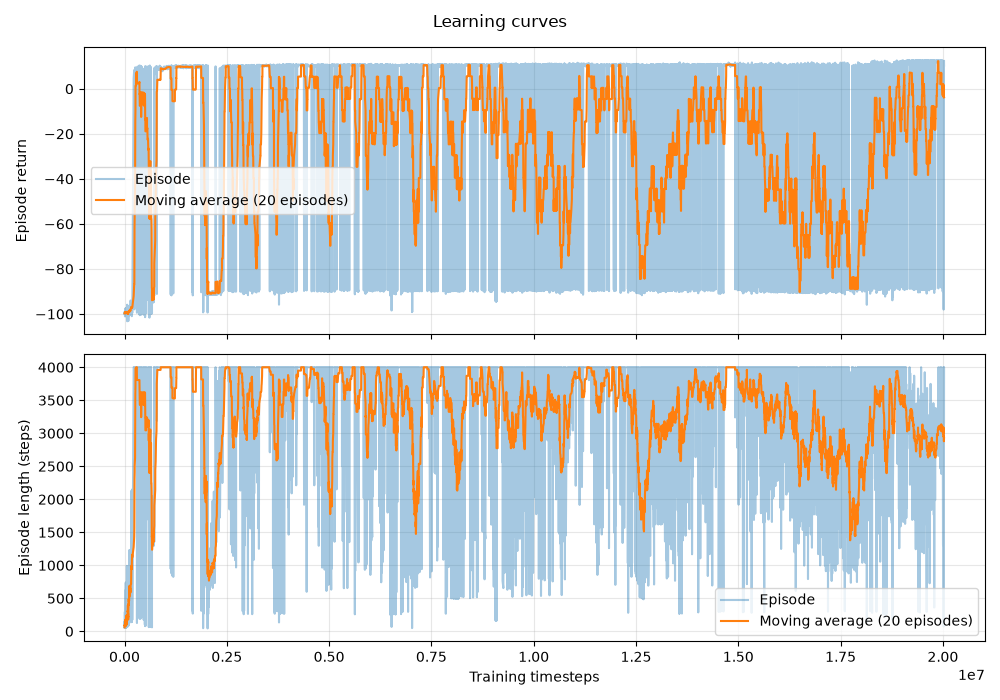 Learning curves
Episode return
0
−20
−40
−60
−80
−100
Episode
Moving average (20 episodes)
Episode length (steps)
4000
3500
3000
2500
2000
1500
1000
500
0
Episode
Moving average (20 episodes)
0.00 0.25 0.50 0.75 1.00 1.25 1.50 1.75 2.00
1e7
Training timesteps